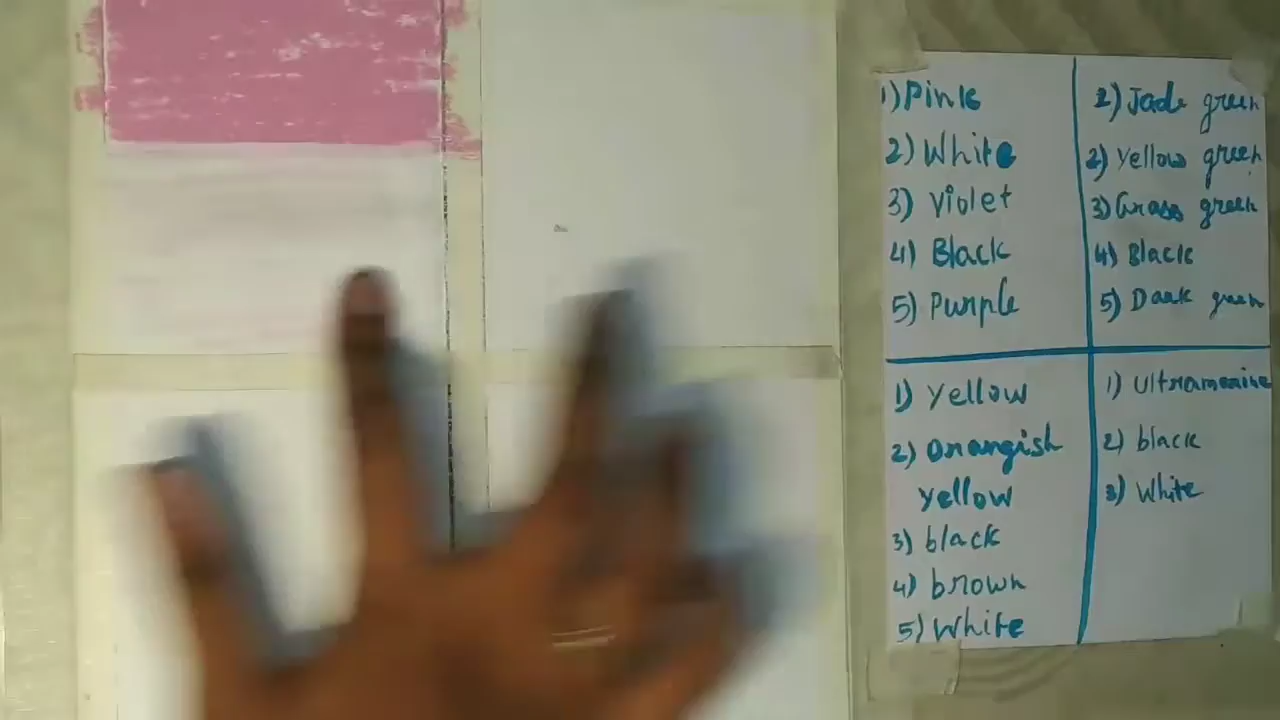 1) Pink
2) White
3) Violet
4) Black
5) Purple
2) Jade green
2) Yellow green
3) Grass green
4) Black
5) Dark green
1) Yellow
2) Orangish
yellow
3) black
4) brown
5) White
1) Ultramarine
2) black
3) White